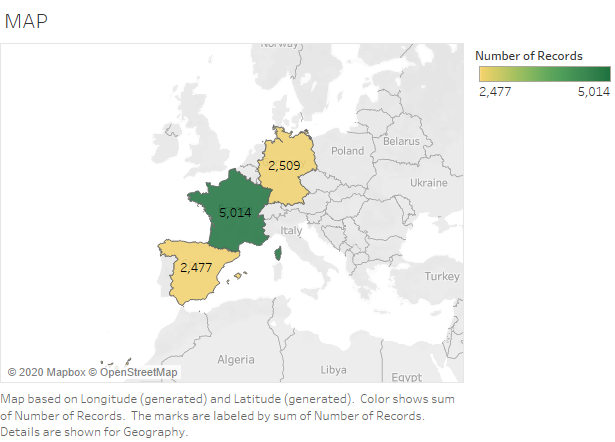 MAP
Norway
Number of Records
2,477 5,014
Belarus
Poland
2,509
Ukraine
5,014
Italy
2,477
Turkey
Algeria
Libya
Egypt
© 2020 Mapbox © OpenStreetMap
Map based on Longitude (generated) and Latitude (generated).  Color shows sum
of Number of Records.  The marks are labeled by sum of Number of Records.
Details are shown for Geography.